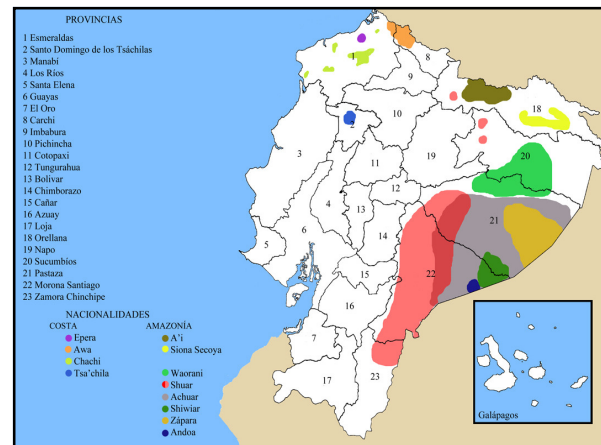 PROVINCIAS
1 Esmeraldas
2 Santo Domingo de los Tsáchilas
3 Manabí
4 Los Ríos
5 Santa Elena
6 Guayas
7 El Oro
8 Carchi
9 Imbabura
10 Pichincha
11 Cotopaxi
12 Tungurahua
13 Bolívar
14 Chimborazo
15 Cañar
16 Azuay
17 Loja
18 Orellana
19 Napo
20 Sucumbíos
21 Pastaza
22 Morona Santiago
23 Zamora Chinchipe
NACIONALIDADES
COSTA
Epera
Awa
Chachi
Tsa’chila
AMAZONÍA
A’i
Siona Secoya
Waorani
Shuar
Achuar
Shiwiar
Zápara
Andoa
1
8
9
2
10
18
3
11
19
20
12
4
13
14
21
6
5
15
22
16
7
23
17
Galápagos